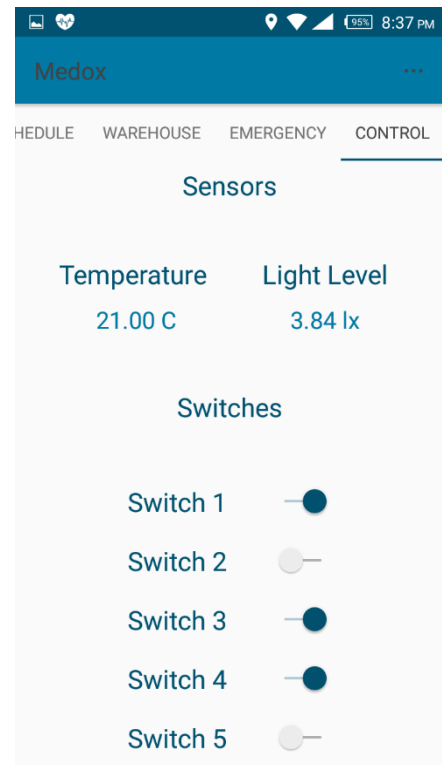 95% 8:37 PM
Medox
HEDULE WAREHOUSE EMERGENCY CONTROL
Sensors
Temperature Light Level
21.00 C 3.84 lx
Switches
Switch 1
Switch 2
Switch 3
Switch 4
Switch 5